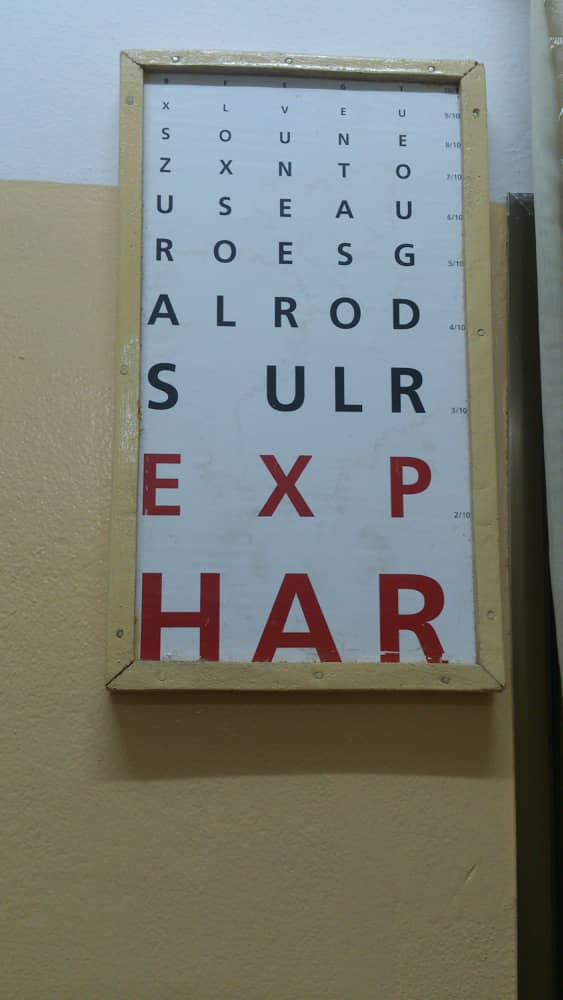 X L V E U 9/10
S O U N E 8/10
Z X N T O 7/10
U S E A U 6/10
R O E S G 5/10
A L R O D 4/10
S U L R 3/10
E X P 2/10
H A R